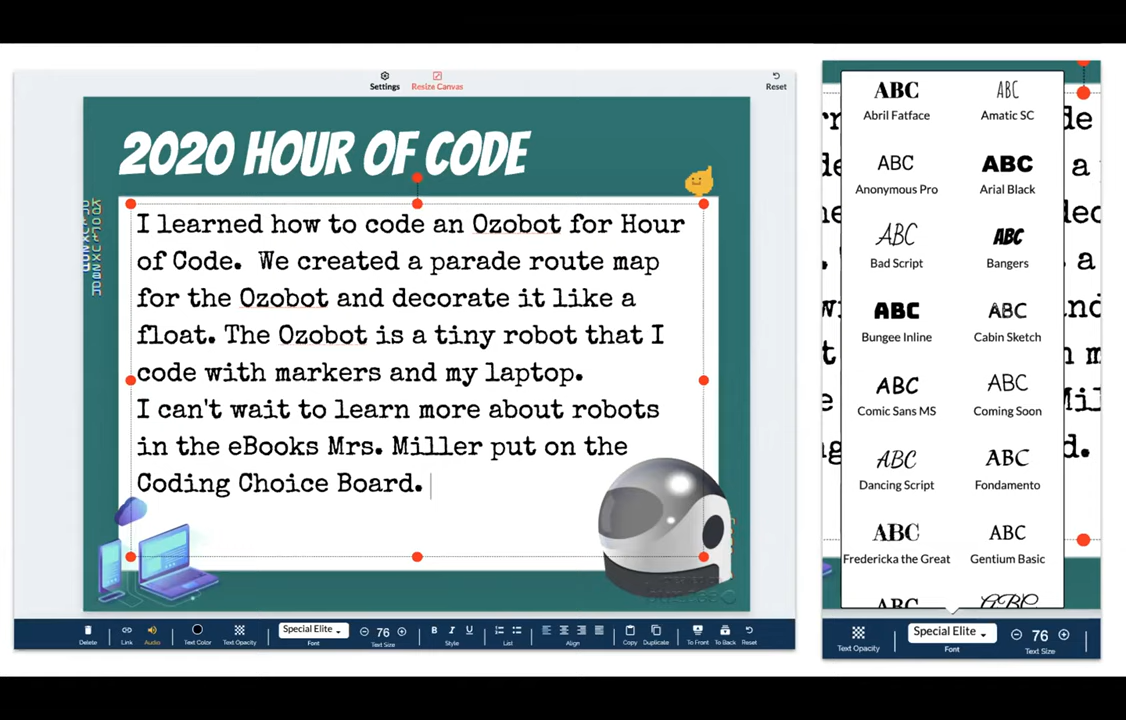 Settings
Resize Canvas
Reset
2020 HOUR OF CODE
I learned how to code an Ozobot for Hour
of Code.  We created a parade route map
for the Ozobot and decorate it like a
float. The Ozobot is a tiny robot that I
code with markers and my laptop.
I can't wait to learn more about robots
in the eBooks Mrs. Miller put on the
Coding Choice Board.
Delete
Link
Audio
Text Color
Text Opacity
Special Elite
Font
76
Text Size
B I U
Style
List
Align
Copy
Duplicate
To Front
To Back
Reset
ABC
Abril Fatface
ABC
Amatic SC
ABC
Anonymous Pro
ABC
Arial Black
ABC
Bad Script
ABC
Bangers
ABC
Bungee Inline
ABC
Cabin Sketch
ABC
Comic Sans MS
ABC
Coming Soon
ABC
Dancing Script
ABC
Fondamento
ABC
Fredericka the Great
ABC
Gentium Basic
ABC
ABC
Text Opacity
Special Elite
Font
76
Text Size